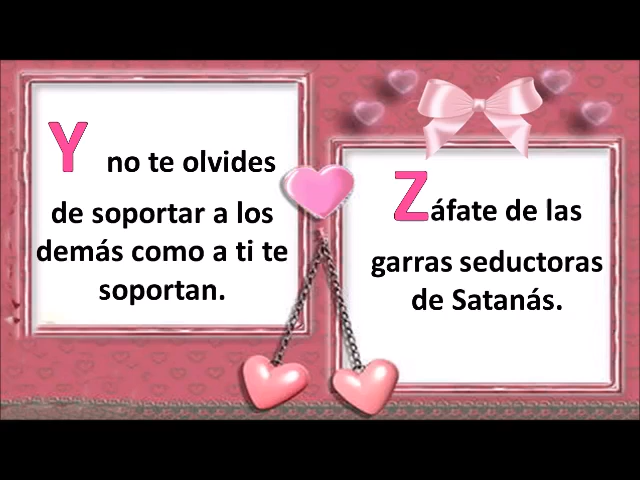 Y no te olvides
de soportar a los
demás como a ti te
soportan.
Záfate de las
garras seductoras
de Satanás.